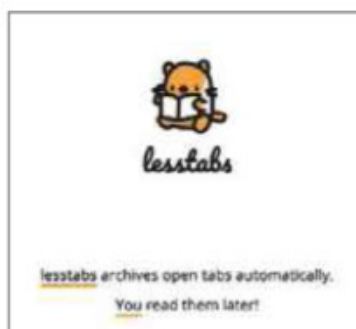 lesstabs
lesstabs archives open tabs automatically.
You read them later!